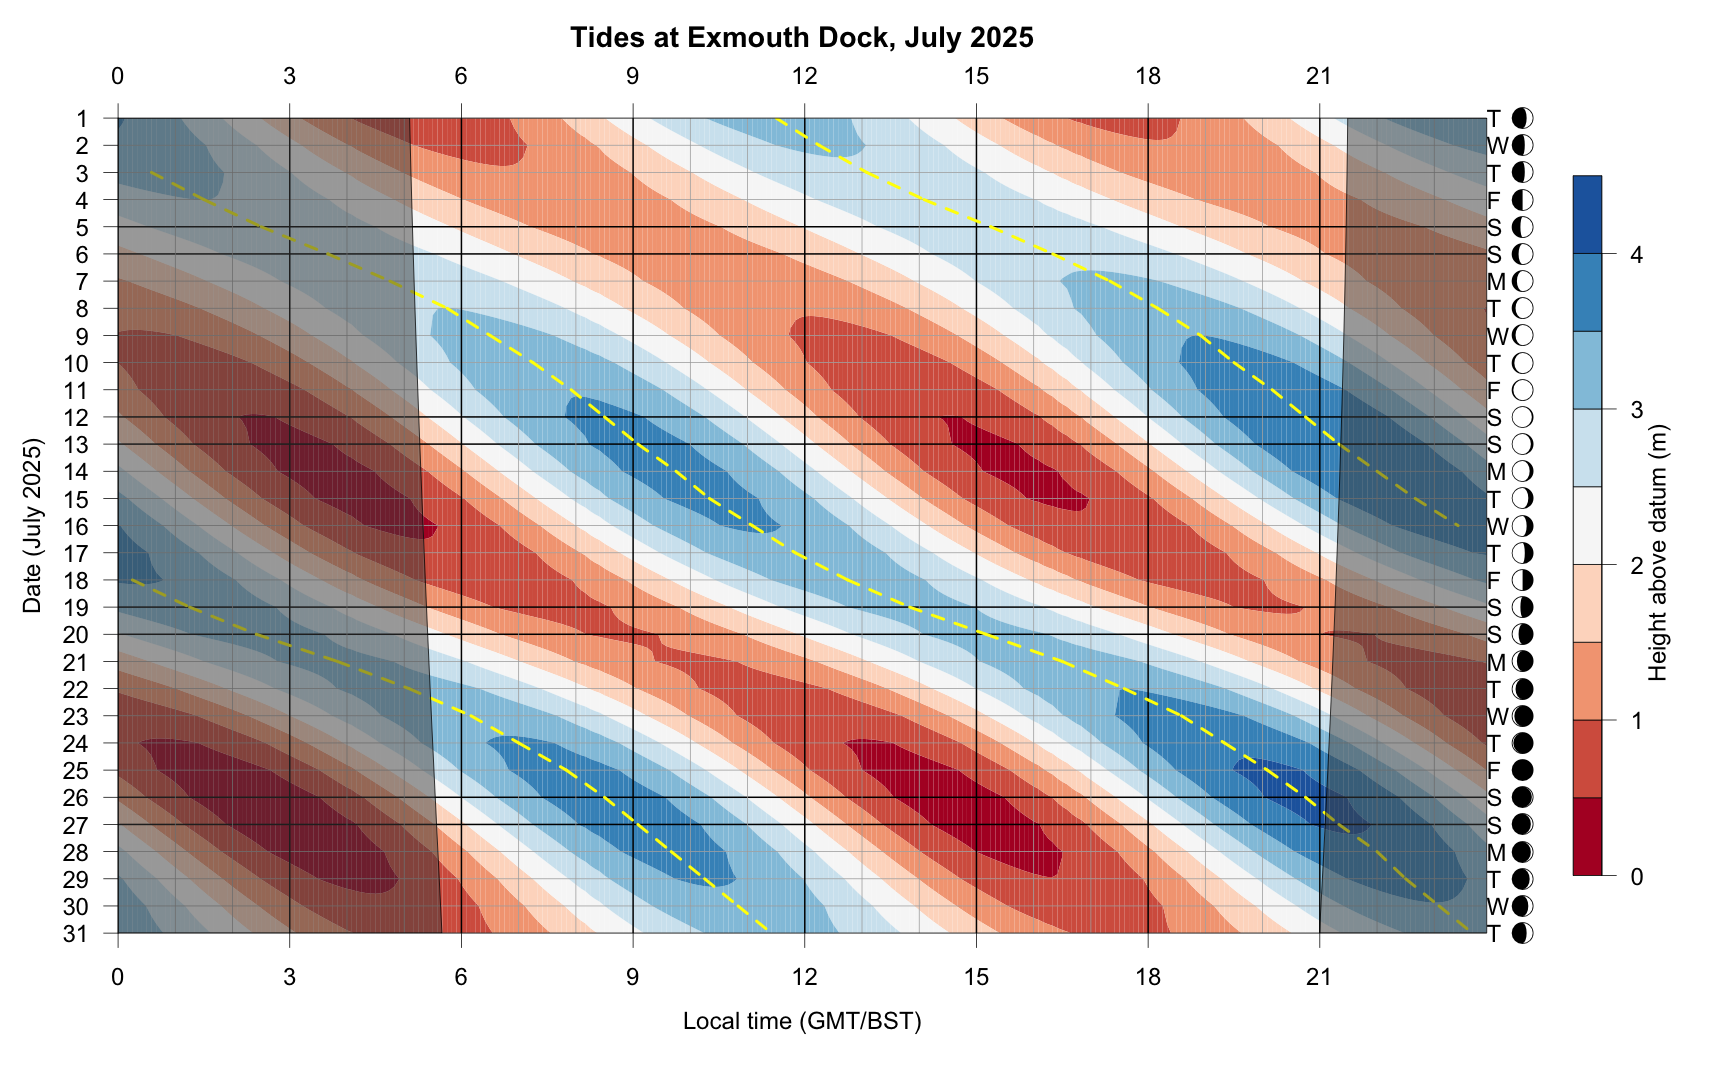 Tides at Exmouth Dock, July 2025
0 3 6 9 12 15 18 21
1 T
2 W
3 T
4 F
5 S
6 S
7 M
8 T
9 W
10 T
11 F
12 S
13 S
14 M
15 T
16 W
17 T
18 F
19 S
20 S
21 M
22 T
23 W
24 T
25 F
26 S
27 S
28 M
29 T
30 W
31 T
0 3 6 9 12 15 18 21
Local time (GMT/BST)
Date (July 2025)
4
3
2
1
0
Height above datum (m)